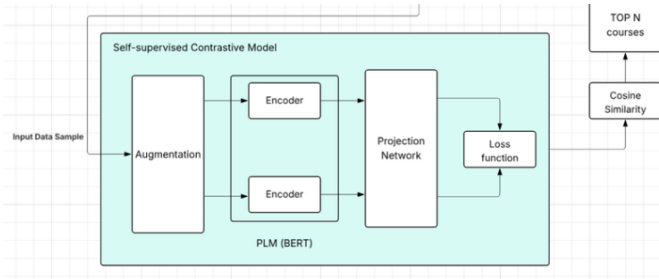 TOP N
courses
Self-supervised Contrastive Model
Cosine
Similarity
Encoder
Input Data Sample
Augmentation
Projection
Network
Loss
function
Encoder
PLM (BERT)